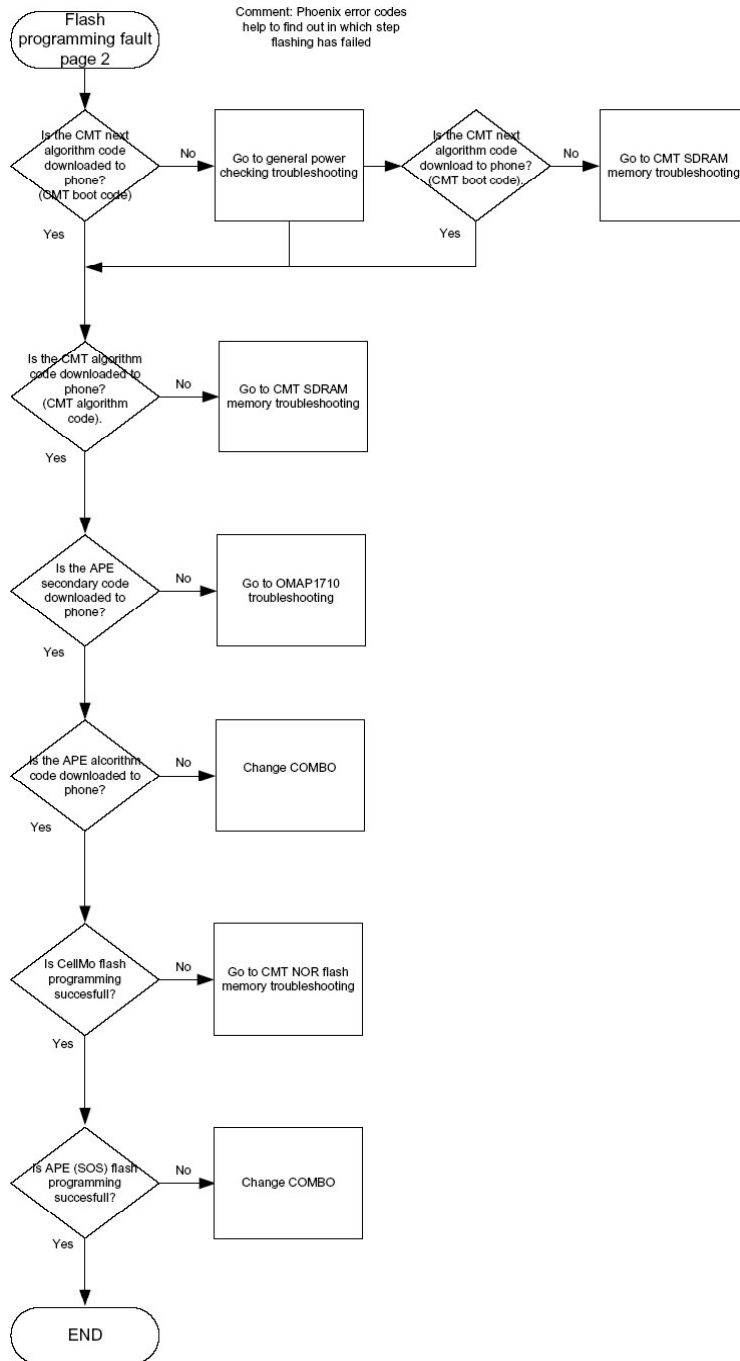 Flash
programming fault
page 2
Comment: Phoenix error codes
help to find out in which step
flashing has failed
Is the CMT next
algorithm code
downloaded to
phone?
(CMT boot code)
No
Go to general power
checking troubleshooting
Is the CMT next
algorithm code
download to phone?
(CMT boot code).
No
Go to CMT SDRAM
memory troubleshooting
Yes
Yes
Is the CMT algorithm
code downloaded to
phone?
(CMT algorithm
code).
No
Go to CMT SDRAM
memory troubleshooting
Yes
Is the APE
secondary code
downloaded to
phone?
No
Go to OMAP1710
troubleshooting
Yes
Is the APE alcorithm
code downloaded to
phone?
No
Change COMBO
Yes
Is CellMo flash
programming
succesfull?
No
Go to CMT NOR flash
memory troubleshooting
Yes
Is APE (SOS) flash
programming
succesfull?
No
Change COMBO
Yes
END